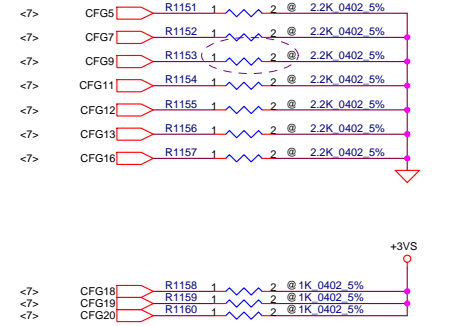 <7> CFG5 R1151 1 2 @ 2.2K_0402_5%
<7> CFG7 R1152 1 2 @ 2.2K_0402_5%
<7> CFG9 R1153 1 2 @ 2.2K_0402_5%
<7> CFG11 R1154 1 2 @ 2.2K_0402_5%
<7> CFG12 R1155 1 2 @ 2.2K_0402_5%
<7> CFG13 R1156 1 2 @ 2.2K_0402_5%
<7> CFG16 R1157 1 2 @ 2.2K_0402_5%
+3VS
<7> CFG18 R1158 1 2 @ 1K_0402_5%
<7> CFG19 R1159 1 2 @ 1K_0402_5%
<7> CFG20 R1160 1 2 @ 1K_0402_5%